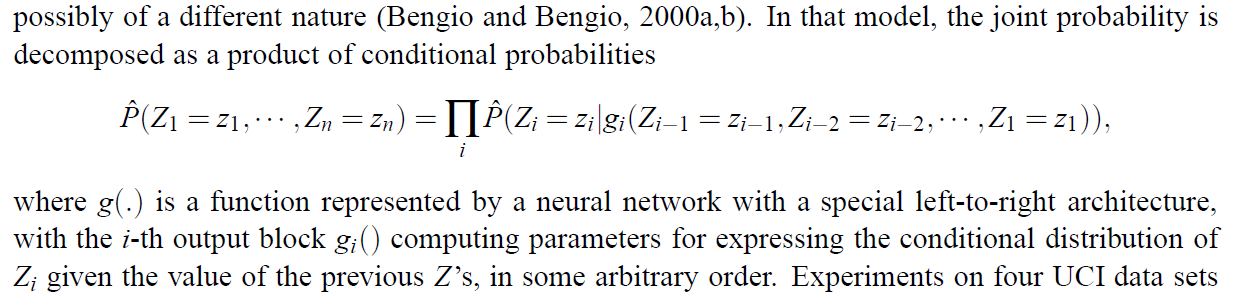 possibly of a different nature (Bengio and Bengio, 2000a,b). In that model, the joint probability is
decomposed as a product of conditional probabilities
P̂(Z₁ = z₁, ⋯ , Zₙ = zₙ) = ∏ᵢ P̂(Zᵢ = zᵢ|gᵢ(Zᵢ₋₁ = zᵢ₋₁, Zᵢ₋₂ = zᵢ₋₂, ⋯ , Z₁ = z₁)),
where g(.) is a function represented by a neural network with a special left-to-right architecture,
with the i-th output block gᵢ() computing parameters for expressing the conditional distribution of
Zᵢ given the value of the previous Z’s, in some arbitrary order. Experiments on four UCI data sets